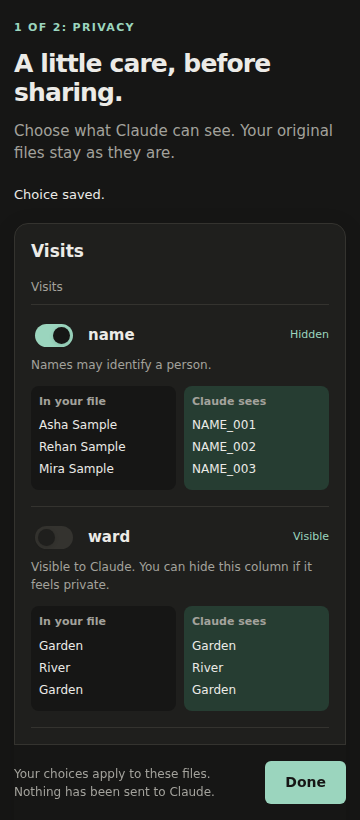 1 OF 2: PRIVACY
A little care, before
sharing.
Choose what Claude can see. Your original
files stay as they are.
Choice saved.
Visits
Visits
name
Hidden
Names may identify a person.
In your file
Asha Sample
Rehan Sample
Mira Sample
Claude sees
NAME_001
NAME_002
NAME_003
ward
Visible
Visible to Claude. You can hide this column if it
feels private.
In your file
Garden
River
Garden
Claude sees
Garden
River
Garden
Your choices apply to these files.
Nothing has been sent to Claude.
Done